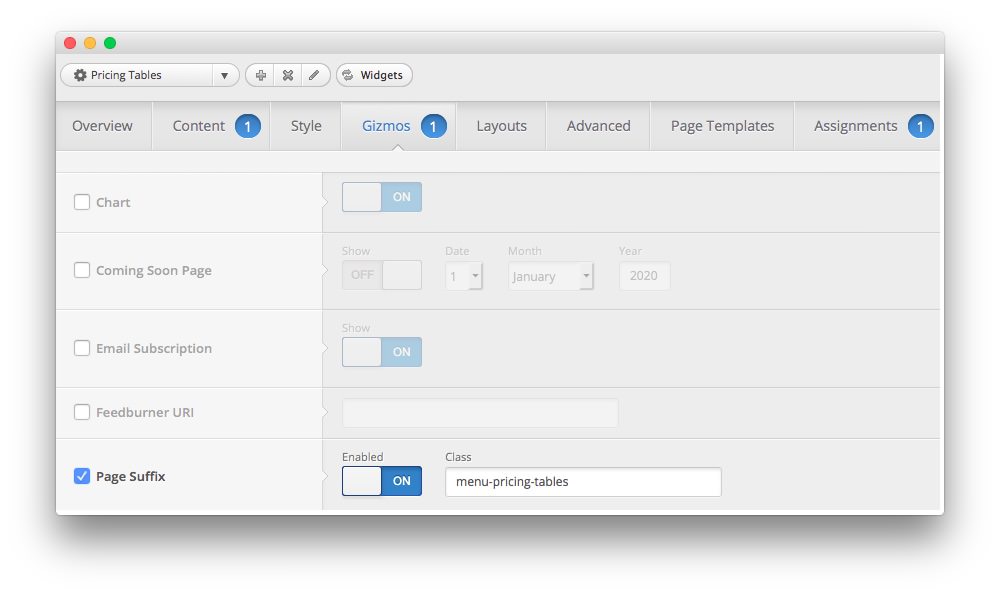 Pricing Tables
Widgets
Overview Content 1 Style Gizmos 1 Layouts Advanced Page Templates Assignments 1
Chart ON
Show Date Month Year
Coming Soon Page OFF 1 January 2020
Show
Email Subscription ON
Feedburner URI
Enabled Class
Page Suffix ON menu-pricing-tables